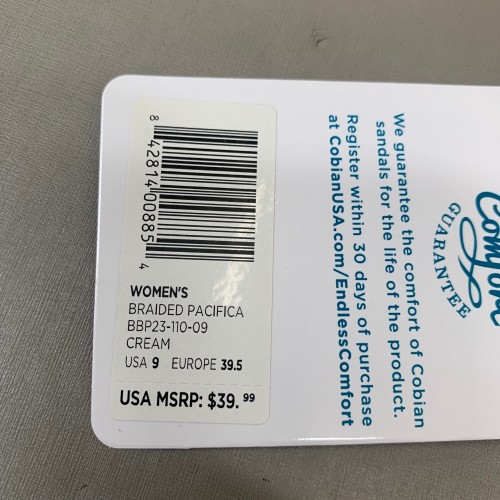 8 42814 00885 4
WOMEN'S
BRAIDED PACIFICA
BBP23-110-09
CREAM
USA 9 EUROPE 39.5
USA MSRP: $39.99
Comfort
GUARANTEE
We guarantee the comfort of Cobian
sandals for the life of the product.
Register within 30 days of purchase
at CobianUSA.com/EndlessComfort